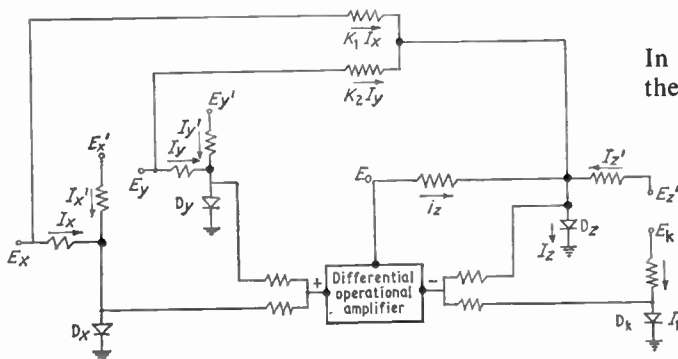 K₁ Iₓ
In
the
K₂ Iy
Ey'
Iy'
Iy
Ey
Ex'
Ix'
Ix
Ex
Dy
E₀
iz
Iz'
Ez'
Iz
Dz
Ek
Dx
+
Differential
operational
amplifier
−
Dk